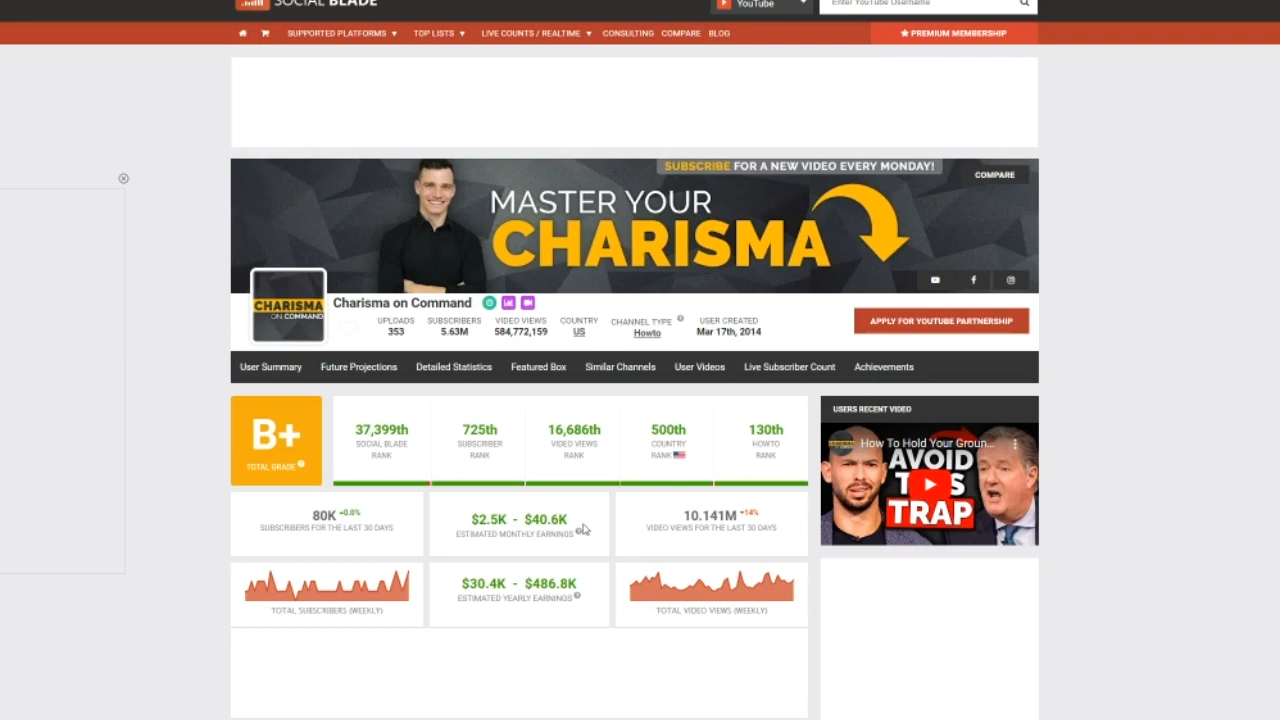 SOCIAL BLADE
YouTube
Enter YouTube Username
SUPPORTED PLATFORMS
TOP LISTS
LIVE COUNTS / REALTIME
CONSULTING
COMPARE
BLOG
PREMIUM MEMBERSHIP
SUBSCRIBE FOR A NEW VIDEO EVERY MONDAY!
COMPARE
MASTER YOUR
CHARISMA
CHARISMA
ON COMMAND
Charisma on Command
UPLOADS
353
SUBSCRIBERS
5.63M
VIDEO VIEWS
584,772,159
COUNTRY
US
CHANNEL TYPE
Howto
USER CREATED
Mar 17th, 2014
APPLY FOR YOUTUBE PARTNERSHIP
User Summary
Future Projections
Detailed Statistics
Featured Box
Similar Channels
User Videos
Live Subscriber Count
Achievements
B+
TOTAL GRADE
37,399th
SOCIAL BLADE
RANK
725th
SUBSCRIBER
RANK
16,686th
VIDEO VIEWS
RANK
500th
COUNTRY
RANK
130th
HOWTO
RANK
USERS RECENT VIDEO
How To Hold Your Groun...
AVOID
THIS
TRAP
80K +0.0%
SUBSCRIBERS FOR THE LAST 30 DAYS
$2.5K - $40.6K
ESTIMATED MONTHLY EARNINGS
10.141M -14%
VIDEO VIEWS FOR THE LAST 30 DAYS
TOTAL SUBSCRIBERS (WEEKLY)
$30.4K - $486.8K
ESTIMATED YEARLY EARNINGS
TOTAL VIDEO VIEWS (WEEKLY)